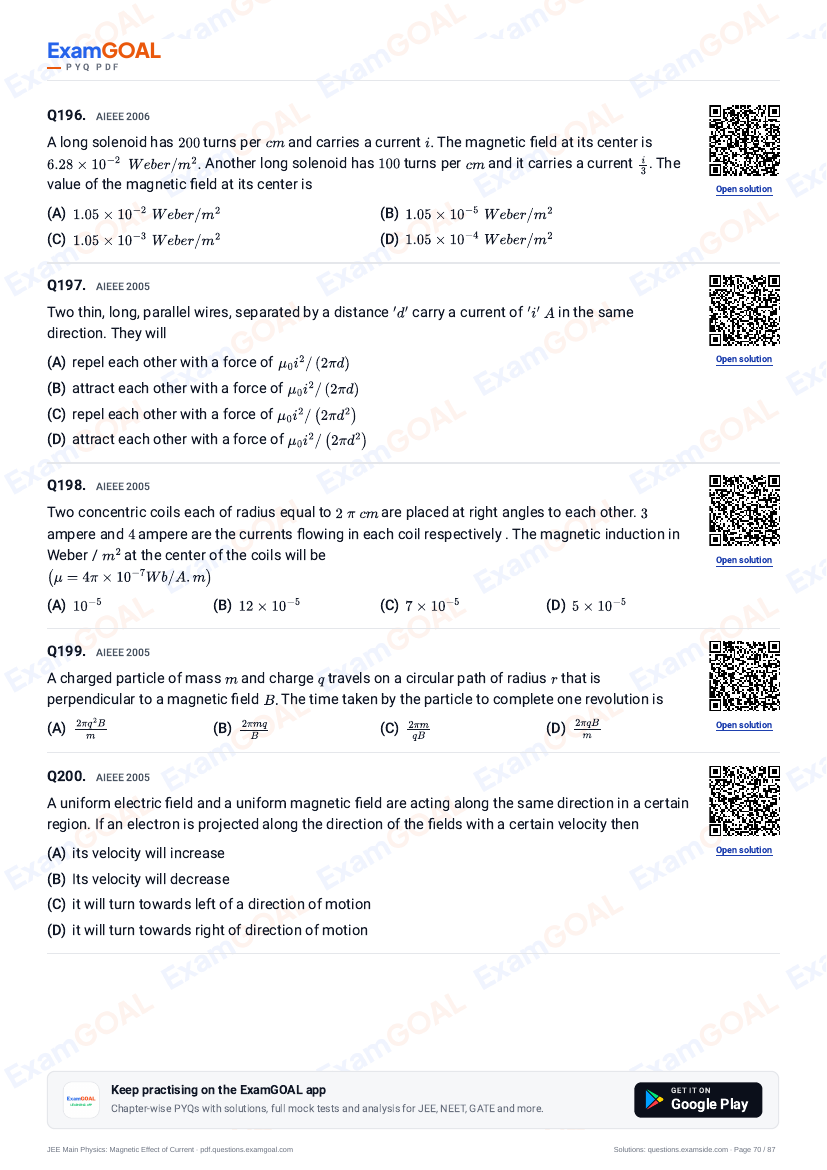 ExamGOAL
PYQ PDF
Q196. AIEEE 2006
A long solenoid has 200 turns per cm and carries a current i. The magnetic field at its center is
6.28 × 10⁻² Weber/m². Another long solenoid has 100 turns per cm and it carries a current i/3. The
value of the magnetic field at its center is
Open solution
(A) 1.05 × 10⁻² Weber/m² (B) 1.05 × 10⁻⁵ Weber/m²
(C) 1.05 × 10⁻³ Weber/m² (D) 1.05 × 10⁻⁴ Weber/m²
Q197. AIEEE 2005
Two thin, long, parallel wires, separated by a distance 'd' carry a current of 'i' A in the same
direction. They will
Open solution
(A) repel each other with a force of μ₀i²/ (2πd)
(B) attract each other with a force of μ₀i²/ (2πd)
(C) repel each other with a force of μ₀i²/ (2πd²)
(D) attract each other with a force of μ₀i²/ (2πd²)
Q198. AIEEE 2005
Two concentric coils each of radius equal to 2 π cm are placed at right angles to each other. 3
ampere and 4 ampere are the currents flowing in each coil respectively . The magnetic induction in
Weber / m² at the center of the coils will be
Open solution
(μ = 4π × 10⁻⁷Wb/A. m)
(A) 10⁻⁵ (B) 12 × 10⁻⁵ (C) 7 × 10⁻⁵ (D) 5 × 10⁻⁵
Q199. AIEEE 2005
A charged particle of mass m and charge q travels on a circular path of radius r that is
perpendicular to a magnetic field B. The time taken by the particle to complete one revolution is
Open solution
(A) 2πq²B/m (B) 2πmq/B (C) 2πm/qB (D) 2πqB/m
Q200. AIEEE 2005
A uniform electric field and a uniform magnetic field are acting along the same direction in a certain
region. If an electron is projected along the direction of the fields with a certain velocity then
Open solution
(A) its velocity will increase
(B) Its velocity will decrease
(C) it will turn towards left of a direction of motion
(D) it will turn towards right of direction of motion
Keep practising on the ExamGOAL app
Chapter-wise PYQs with solutions, full mock tests and analysis for JEE, NEET, GATE and more.
GET IT ON
Google Play
JEE Main Physics: Magnetic Effect of Current · pdf.questions.examgoal.com
Solutions: questions.examside.com · Page 70 / 87